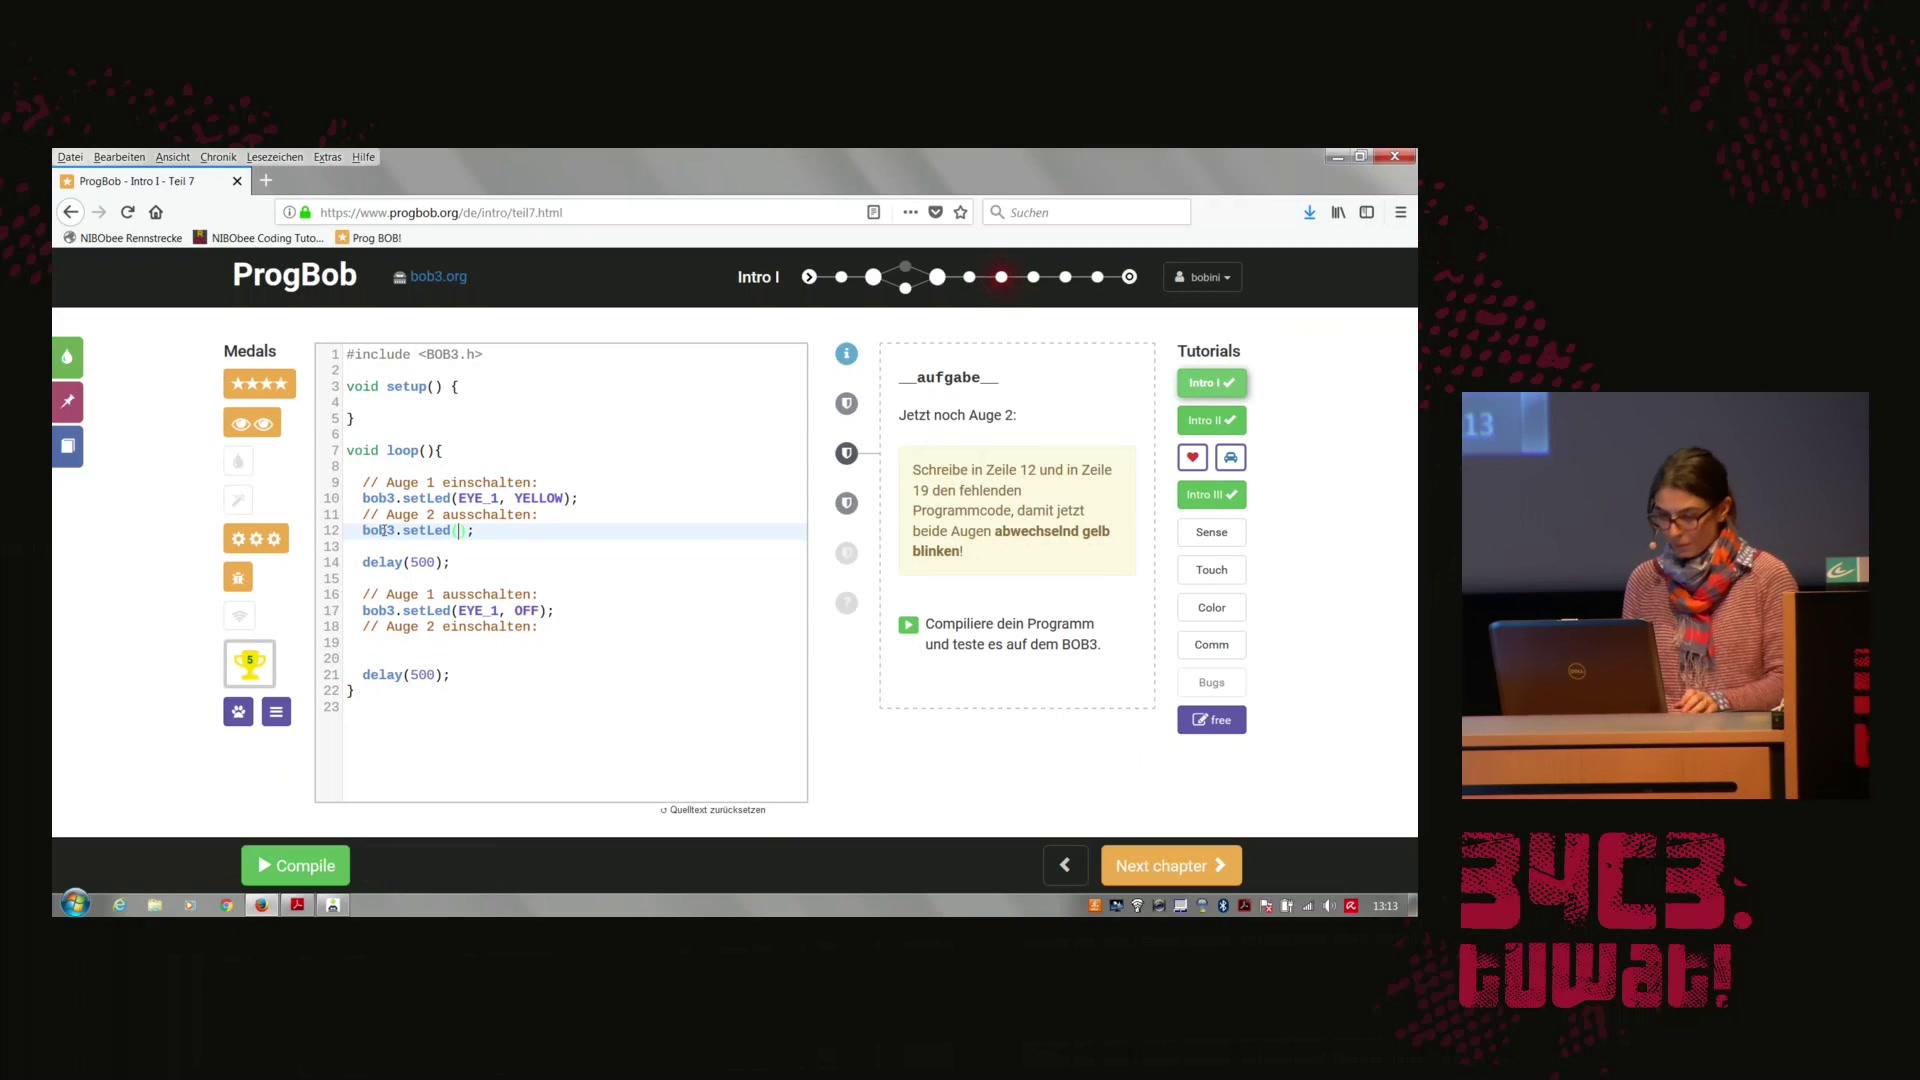 Datei Bearbeiten Ansicht Chronik Lesezeichen Extras Hilfe
ProgBob - Intro I - Teil 7
https://www.progbob.org/de/intro/teil7.html
Suchen
NIBObee Rennstrecke NIBObee Coding Tuto... Prog BOB!
ProgBob bob3.org Intro I bobini
Medals
5
1 #include <BOB3.h>
2
3 void setup() {
4
5 }
6
7 void loop(){
8
9 // Auge 1 einschalten:
10 bob3.setLed(EYE_1, YELLOW);
11 // Auge 2 ausschalten:
12 bob3.setLed();
13
14 delay(500);
15
16 // Auge 1 ausschalten:
17 bob3.setLed(EYE_1, OFF);
18 // Auge 2 einschalten:
19
20
21 delay(500);
22 }
23
Quelltext zurücksetzen
__aufgabe__
Jetzt noch Auge 2:
Schreibe in Zeile 12 und in Zeile
19 den fehlenden
Programmcode, damit jetzt
beide Augen abwechselnd gelb
blinken!
Compiliere dein Programm
und teste es auf dem BOB3.
Tutorials
Intro I
Intro II
Intro III
Sense
Touch
Color
Comm
Bugs
free
Compile
Next chapter
13:13
13
DELL
34C3.
tuwat!